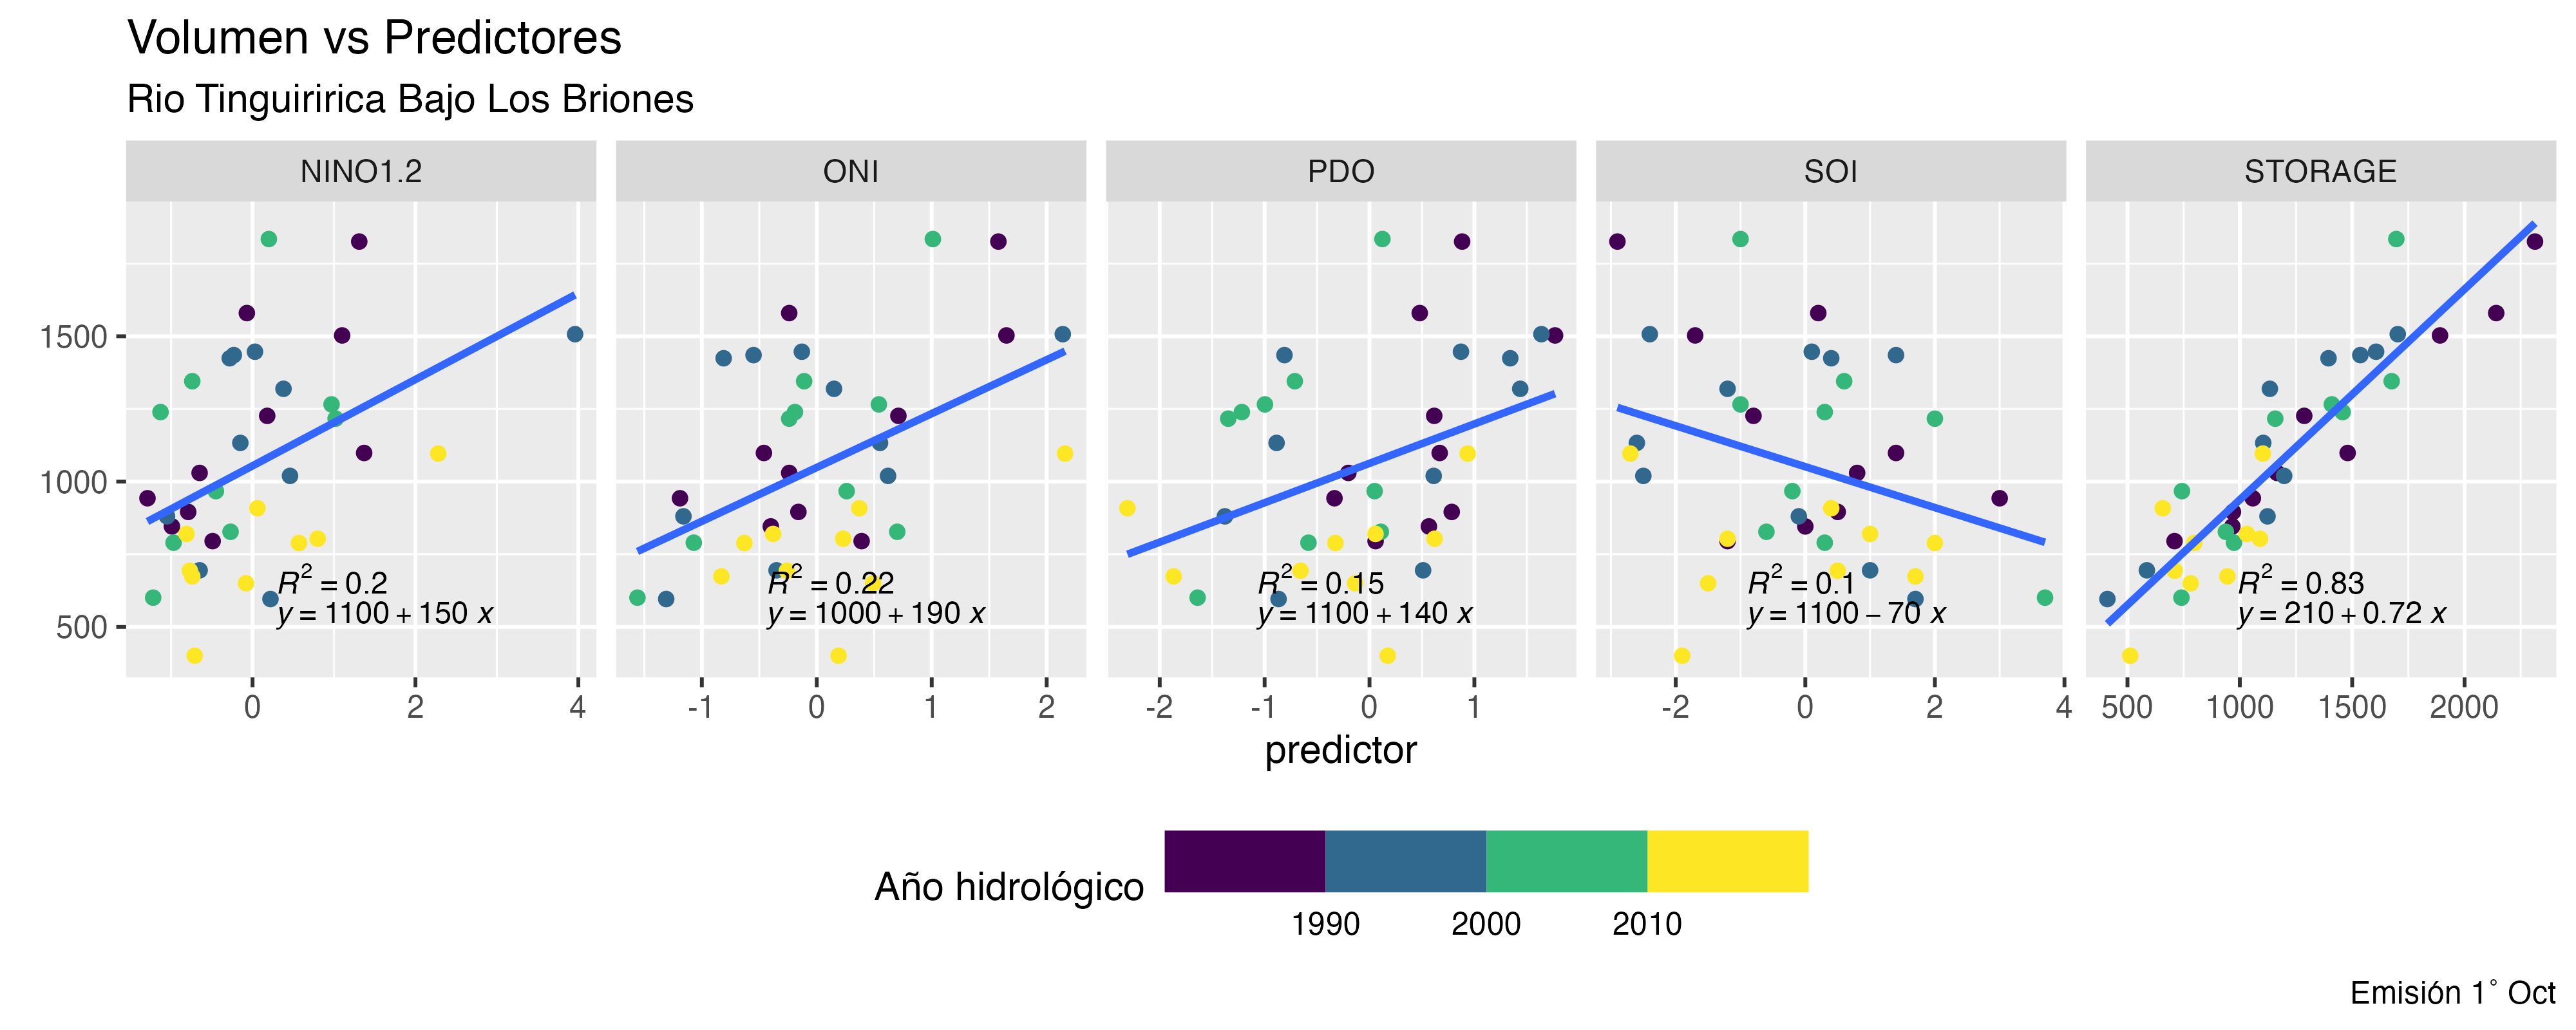 Volumen vs Predictores
Rio Tinguiririca Bajo Los Briones
NINO1.2 ONI PDO SOI STORAGE
1500
1000
500
R² = 0.2 R² = 0.22 R² = 0.15 R² = 0.1 R² = 0.83
y = 1100 + 150 x y = 1000 + 190 x y = 1100 + 140 x y = 1100 − 70 x y = 210 + 0.72 x
0 2 4 -1 0 1 2 -2 -1 0 1 -2 0 2 4 500 1000 1500 2000
predictor
Año hidrológico
1990 2000 2010
Emisión 1° Oct